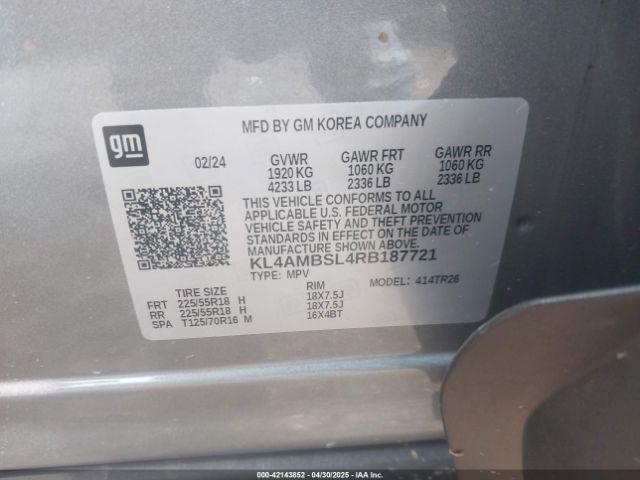 MFD BY GM KOREA COMPANY
gm
02/24 GVWR GAWR FRT GAWR RR
1920 KG 1060 KG 1060 KG
4233 LB 2336 LB 2336 LB
THIS VEHICLE CONFORMS TO ALL
APPLICABLE U.S. FEDERAL MOTOR
VEHICLE SAFETY AND THEFT PREVENTION
STANDARDS IN EFFECT ON THE DATE OF
MANUFACTURE SHOWN ABOVE.
KL4AMBSL4RB187721
TYPE: MPV MODEL: 414TR26
TIRE SIZE RIM
FRT 225/55R18 H 18X7.5J
RR 225/55R18 H 18X7.5J
SPA T125/70R16 M 16X4BT
000-42143852 04/30/2025 - IAA Inc.